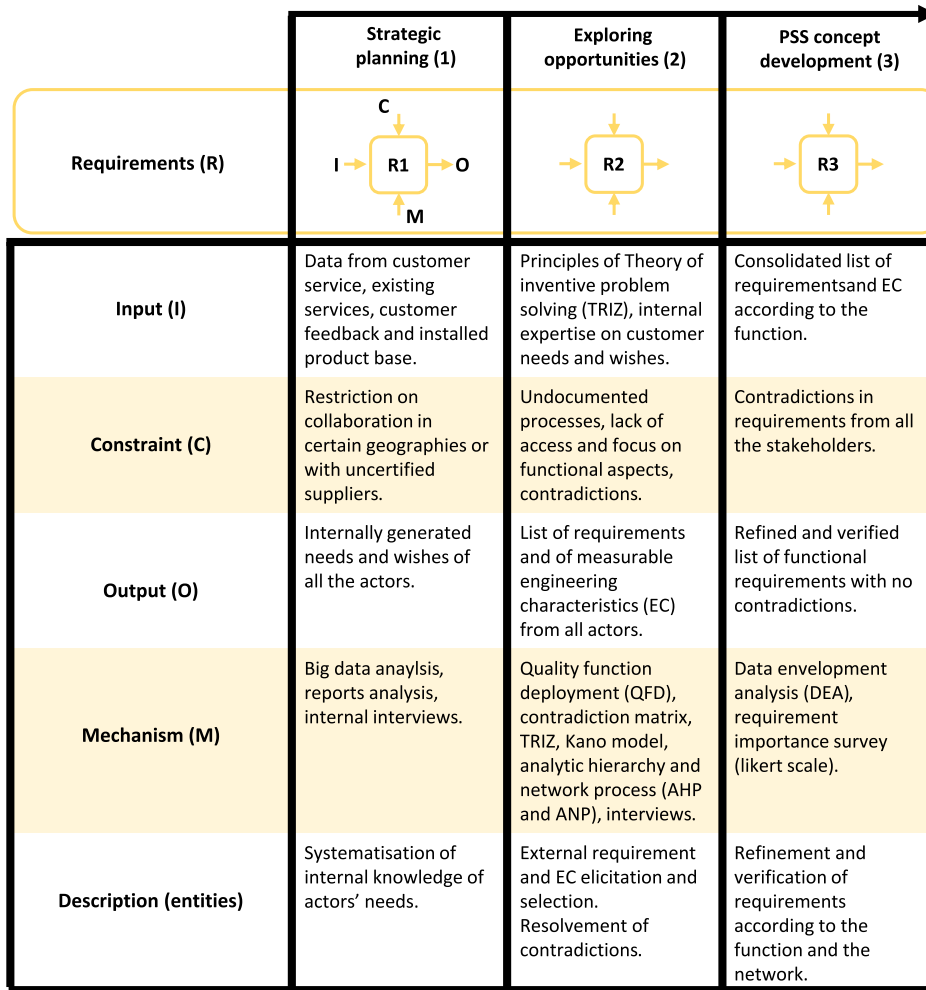 Strategic
planning (1)
Exploring
opportunities (2)
PSS concept
development (3)
Requirements (R)
C
I
R1
O
M
R2
R3
Input (I)
Data from customer
service, existing
services, customer
feedback and installed
product base.
Principles of Theory of
inventive problem
solving (TRIZ), internal
expertise on customer
needs and wishes.
Consolidated list of
requirementsand EC
according to the
function.
Constraint (C)
Restriction on
collaboration in
certain geographies or
with uncertified
suppliers.
Undocumented
processes, lack of
access and focus on
functional aspects,
contradictions.
Contradictions in
requirements from all
the stakeholders.
Output (O)
Internally generated
needs and wishes of
all the actors.
List of requirements
and of measurable
engineering
characteristics (EC)
from all actors.
Refined and verified
list of functional
requirements with no
contradictions.
Mechanism (M)
Big data anaylsis,
reports analysis,
internal interviews.
Quality function
deployment (QFD),
contradiction matrix,
TRIZ, Kano model,
analytic hierarchy and
network process (AHP
and ANP), interviews.
Data envelopment
analysis (DEA),
requirement
importance survey
(likert scale).
Description (entities)
Systematisation of
internal knowledge of
actors’ needs.
External requirement
and EC elicitation and
selection.
Resolvement of
contradictions.
Refinement and
verification of
requirements
according to the
function and the
network.